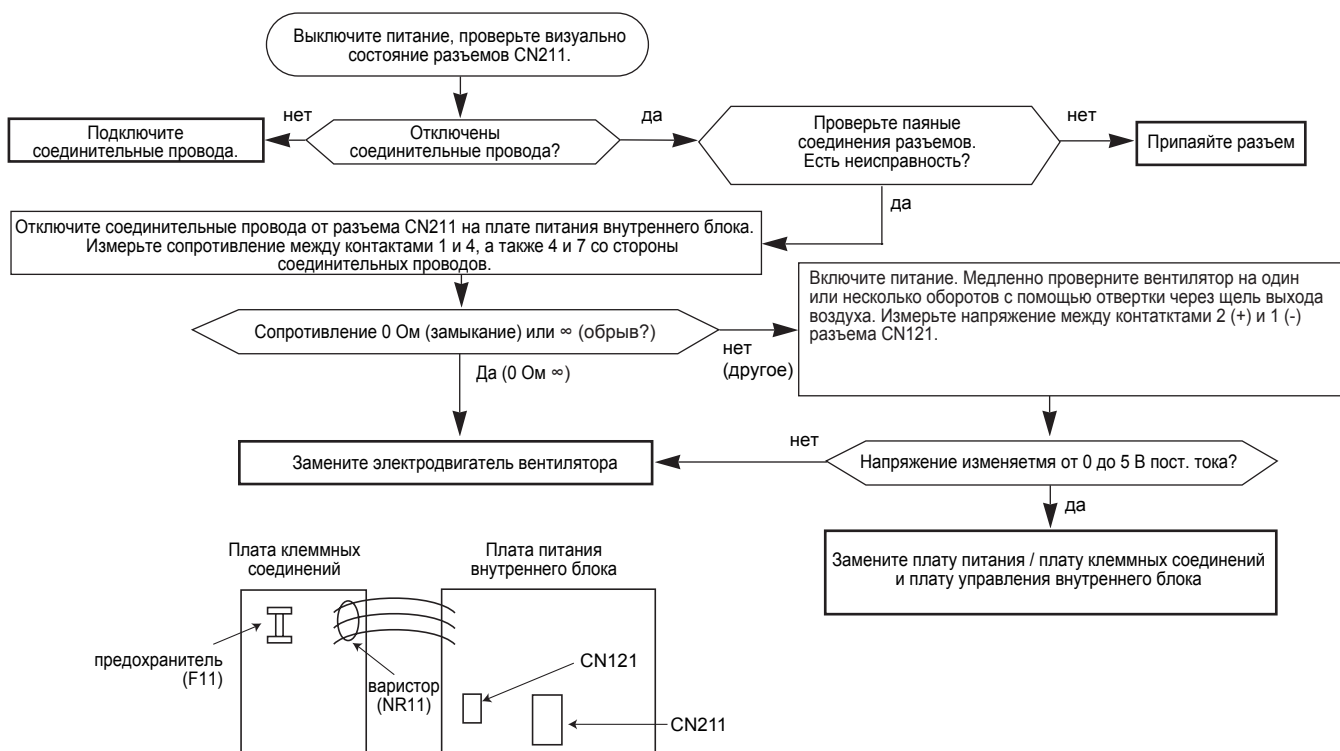 Выключите питание, проверьте визуально
состояние разъемов CN211.
нет
да
нет
Подключите
соединительные провода.
Отключены
соединительные провода?
Проверьте паяные
соединения разъемов.
Есть неисправность?
Припаяйте разъем
да
Отключите соединительные провода от разъема CN211 на плате питания внутреннего блока.
Измерьте сопротивление между контактами 1 и 4, а также 4 и 7 со стороны
соединительных проводов.
Включите питание. Медленно проверните вентилятор на один
или несколько оборотов с помощью отвертки через щель выхода
воздуха. Измерьте напряжение между контатктами 2 (+) и 1 (-)
разъема CN121.
Сопротивление 0 Ом (замыкание) или ∞ (обрыв?)
нет
(другое)
Да (0 Ом ∞)
нет
Замените электродвигатель вентилятора
Напряжение изменяетмя от 0 до 5 В пост. тока?
да
Замените плату питания / плату клеммных соединений
и плату управления внутреннего блока
Плата клеммных
соединений
Плата питания
внутреннего блока
предохранитель
(F11)
варистор
(NR11)
CN121
CN211